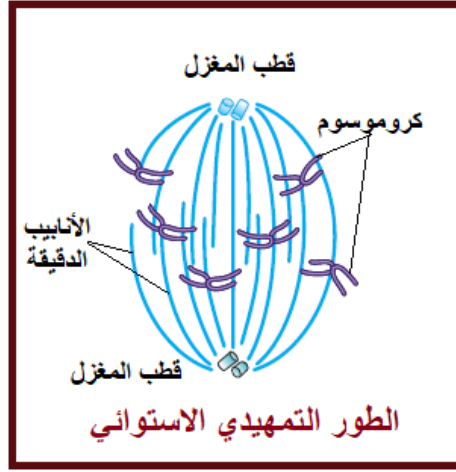 قطب المغزل
كروموسوم
الأنابيب
الدقيقة
قطب المغزل
الطور التمهيدي الاستوائي